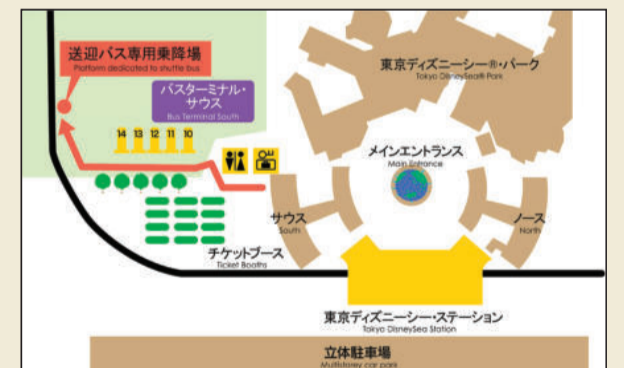 送迎バス専用乗降場
Platform dedicated to shuttle bus
バスターミナル・
サウス
Bus Terminal South
14 13 12 11 10
東京ディズニーシー®・パーク
Tokyo DisneySea® Park
メインエントランス
Main Entrance
サウス
South
ノース
North
チケットブース
Ticket Booths
東京ディズニーシー・ステーション
Tokyo DisneySea Station
立体駐車場
Multistorey car park